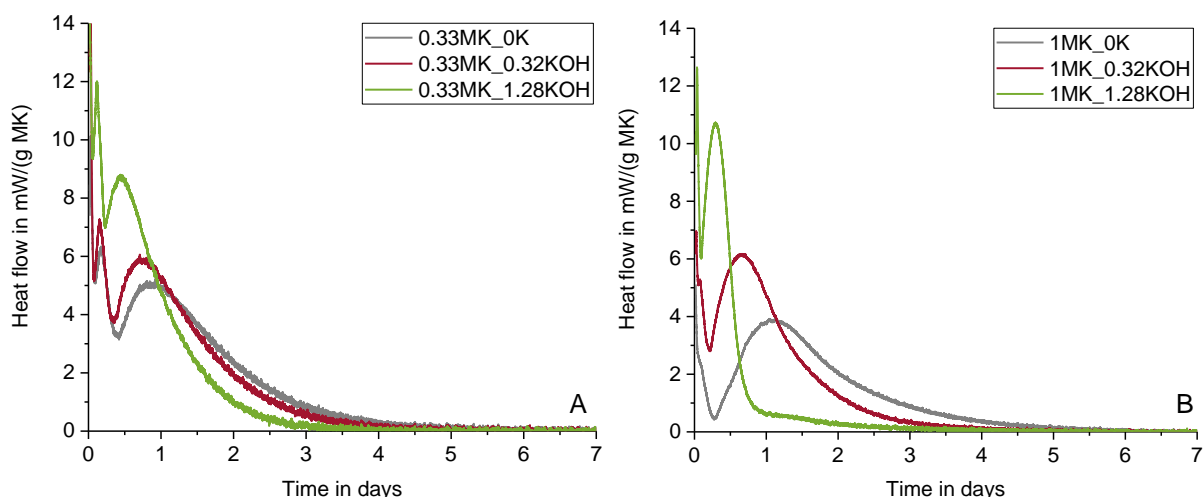 14
12
10
8
6
4
2
0
Heat flow in mW/(g MK)
0.33MK_0K
0.33MK_0.32KOH
0.33MK_1.28KOH
A
0 1 2 3 4 5 6 7
Time in days
14
12
10
8
6
4
2
0
Heat flow in mW/(g MK)
1MK_0K
1MK_0.32KOH
1MK_1.28KOH
B
0 1 2 3 4 5 6 7
Time in days